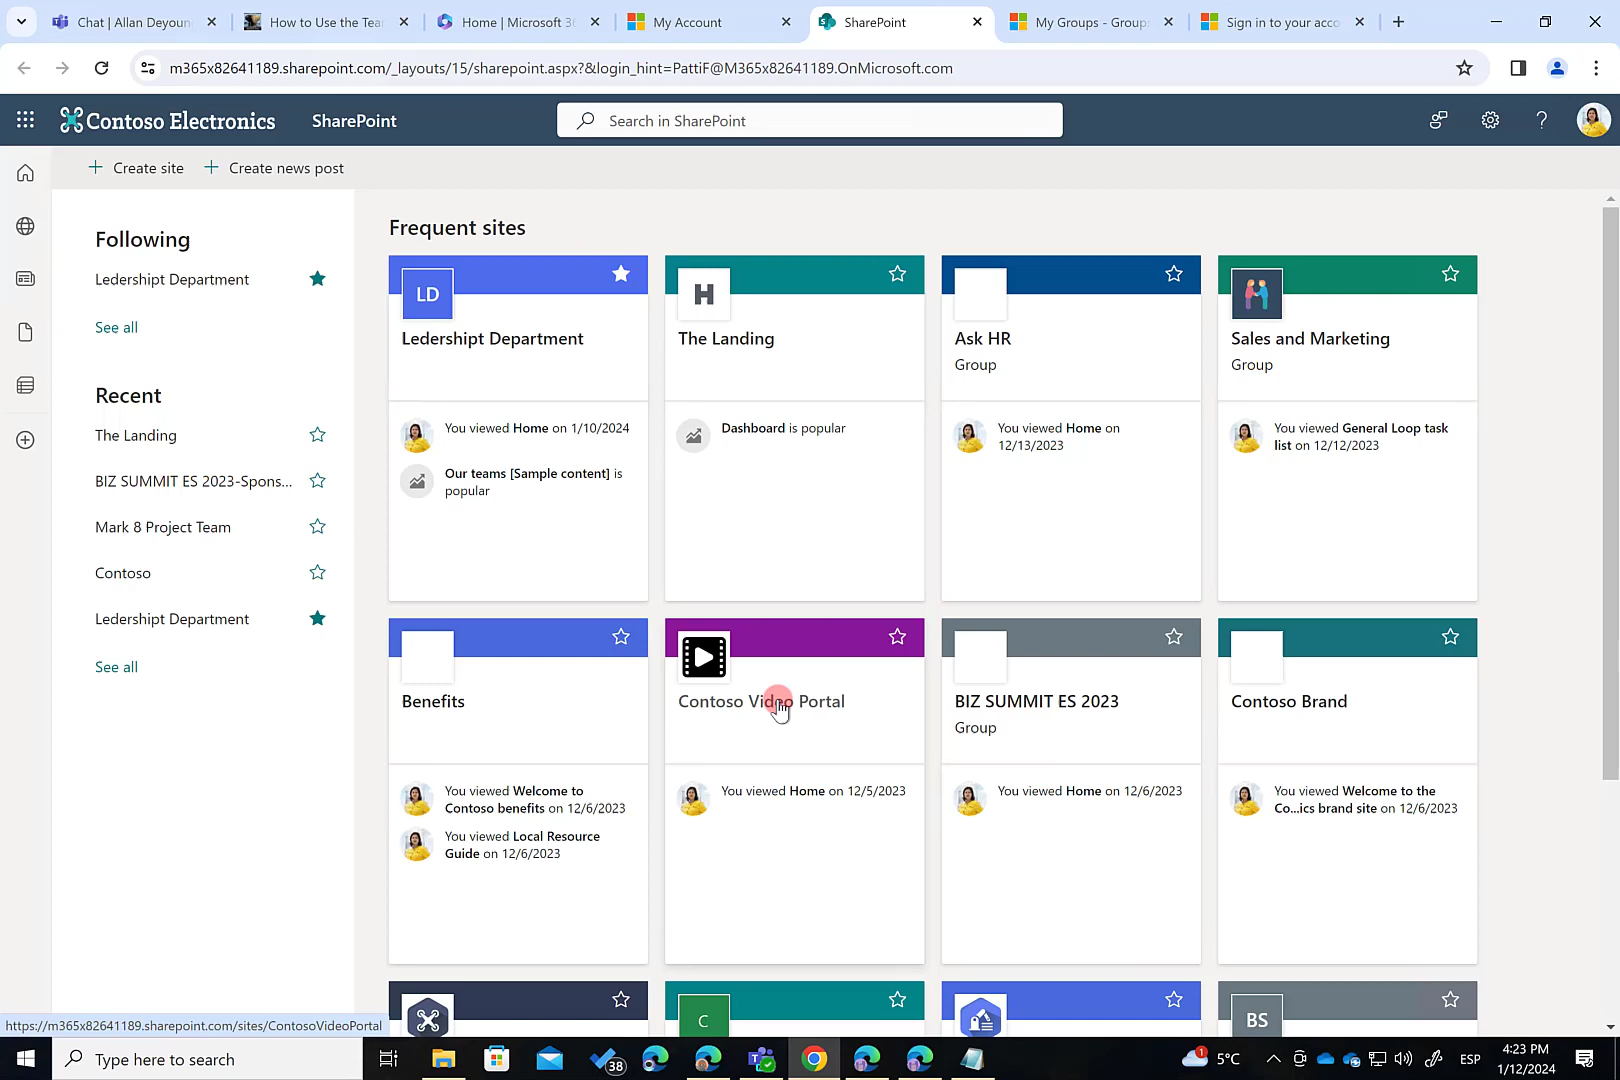 Chat | Allan Deyoun
How to Use the Tea
Home | Microsoft 36
My Account
SharePoint
My Groups - Group
Sign in to your acco
m365x82641189.sharepoint.com/_layouts/15/sharepoint.aspx?&login_hint=PattiF@M365x82641189.OnMicrosoft.com
Contoso Electronics
SharePoint
Search in SharePoint
Create site
Create news post
Following
Ledershipt Department
See all
Recent
The Landing
BIZ SUMMIT ES 2023-Spons...
Mark 8 Project Team
Contoso
Ledershipt Department
See all
Frequent sites
LD
Ledershipt Department
You viewed Home on 1/10/2024
Our teams [Sample content] is
popular
H
The Landing
Dashboard is popular
Ask HR
Group
You viewed Home on
12/13/2023
Sales and Marketing
Group
You viewed General Loop task
list on 12/12/2023
Benefits
You viewed Welcome to
Contoso benefits on 12/6/2023
You viewed Local Resource
Guide on 12/6/2023
Contoso Video Portal
You viewed Home on 12/5/2023
BIZ SUMMIT ES 2023
Group
You viewed Home on 12/6/2023
Contoso Brand
You viewed Welcome to the
Co...ics brand site on 12/6/2023
C
BS
https://m365x82641189.sharepoint.com/sites/ContosoVideoPortal
Type here to search
38
1
5°C
ESP
4:23 PM
1/12/2024